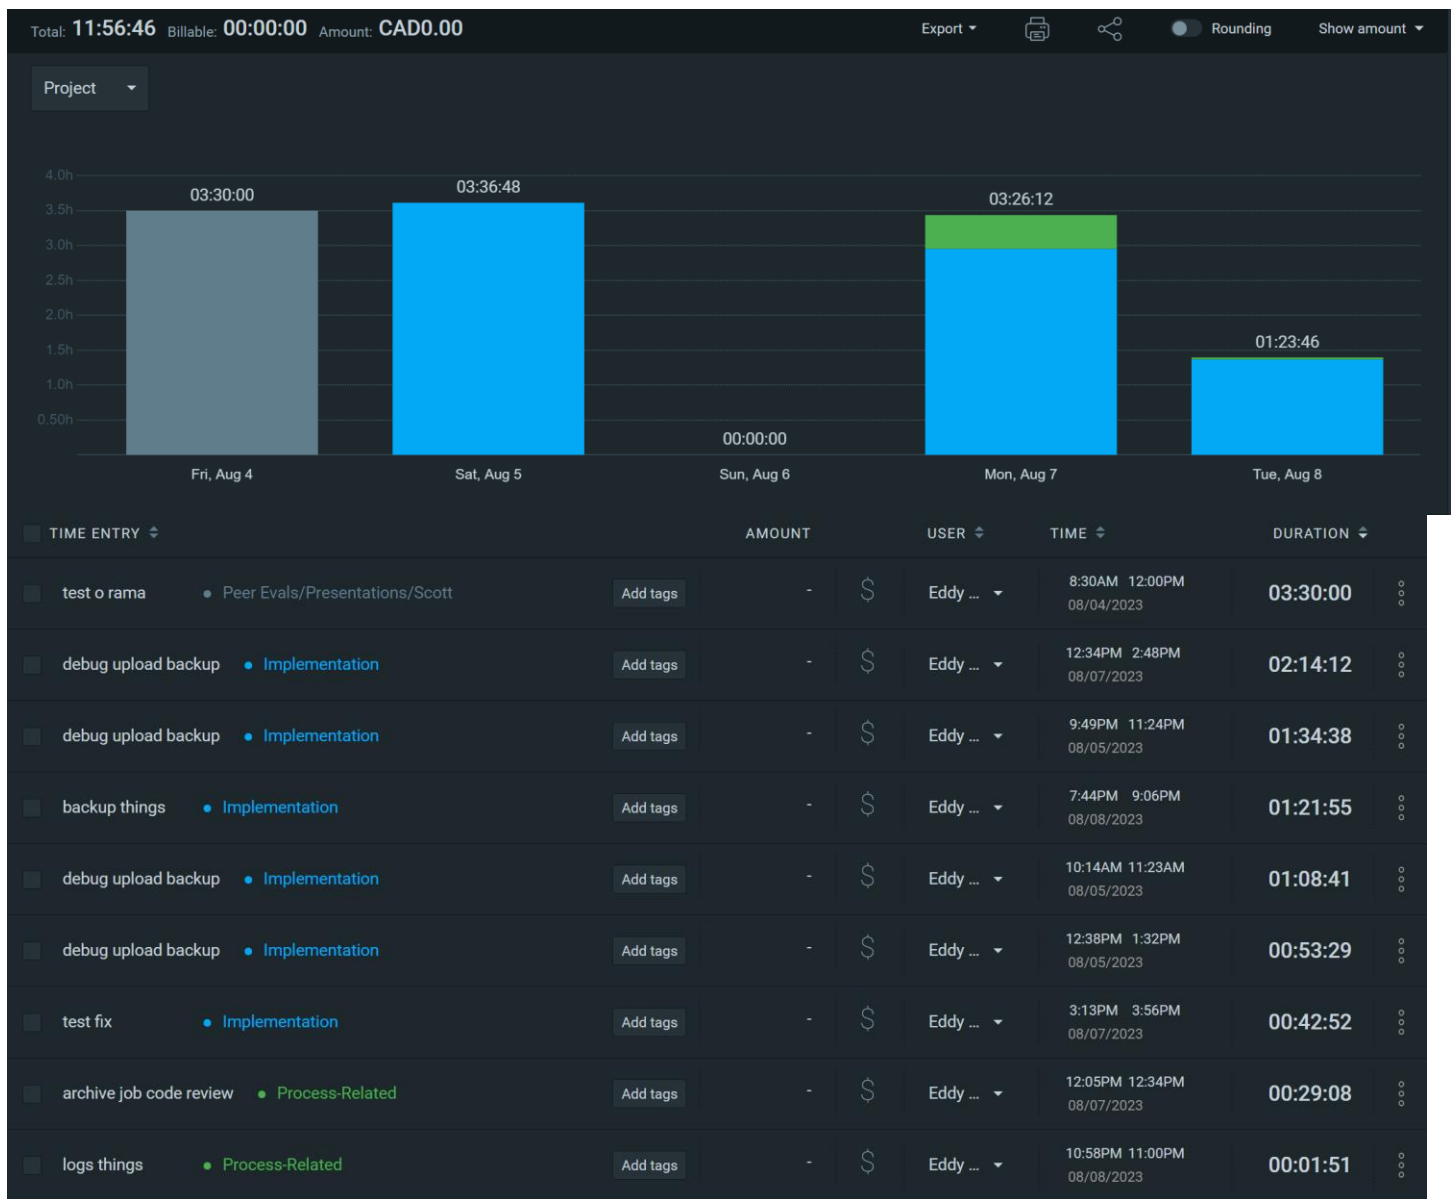 Total: 11:56:46 Billable: 00:00:00 Amount: CAD0.00 Export Rounding Show amount
Project
4.0h
3.5h
3.0h
2.5h
2.0h
1.5h
1.0h
0.50h
03:30:00 03:36:48 00:00:00 03:26:12 01:23:46
Fri, Aug 4 Sat, Aug 5 Sun, Aug 6 Mon, Aug 7 Tue, Aug 8
TIME ENTRY AMOUNT USER TIME DURATION
test o rama • Peer Evals/Presentations/Scott Add tags - $ Eddy ... 8:30AM 12:00PM 03:30:00
08/04/2023
debug upload backup • Implementation Add tags - $ Eddy ... 12:34PM 2:48PM 02:14:12
08/07/2023
debug upload backup • Implementation Add tags - $ Eddy ... 9:49PM 11:24PM 01:34:38
08/05/2023
backup things • Implementation Add tags - $ Eddy ... 7:44PM 9:06PM 01:21:55
08/08/2023
debug upload backup • Implementation Add tags - $ Eddy ... 10:14AM 11:23AM 01:08:41
08/05/2023
debug upload backup • Implementation Add tags - $ Eddy ... 12:38PM 1:32PM 00:53:29
08/05/2023
test fix • Implementation Add tags - $ Eddy ... 3:13PM 3:56PM 00:42:52
08/07/2023
archive job code review • Process-Related Add tags - $ Eddy ... 12:05PM 12:34PM 00:29:08
08/07/2023
logs things • Process-Related Add tags - $ Eddy ... 10:58PM 11:00PM 00:01:51
08/08/2023